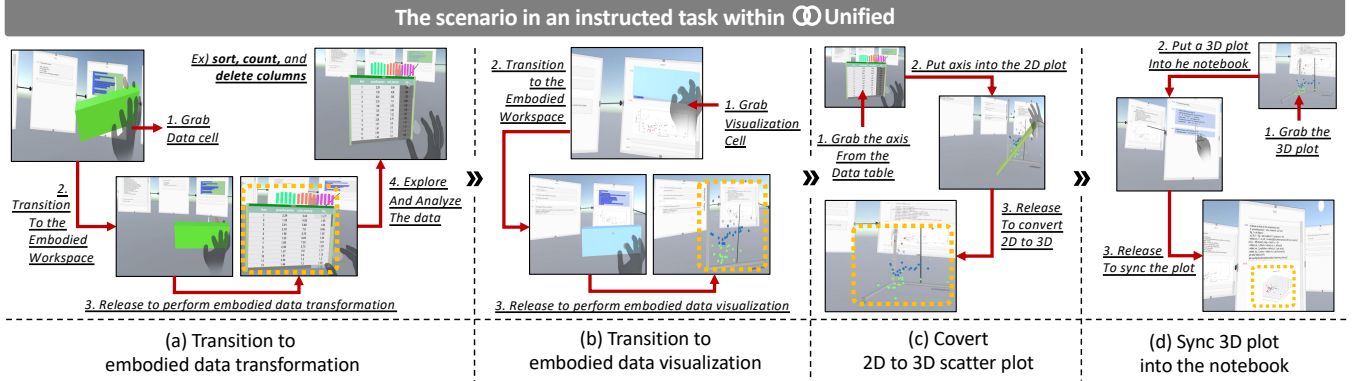 The scenario in an instructed task within Unified
Ex) sort, count, and
delete columns
1. Grab
Data cell
2.
Transition
To the
Embodied
Workspace
4. Explore
And Analyze
The data
3. Release to perform embodied data transformation
(a) Transition to
embodied data transformation
»
2. Transition
to the
Embodied
Workspace
1. Grab
Visualization
Cell
3. Release to perform embodied data visualization
(b) Transition to
embodied data visualization
»
2. Put axis into the 2D plot
1. Grab the axis
From the
Data table
3. Release
To convert
2D to 3D
(c) Covert
2D to 3D scatter plot
»
2. Put a 3D plot
Into he notebook
1. Grab the
3D plot
3. Release
To sync the plot
(d) Sync 3D plot
into the notebook